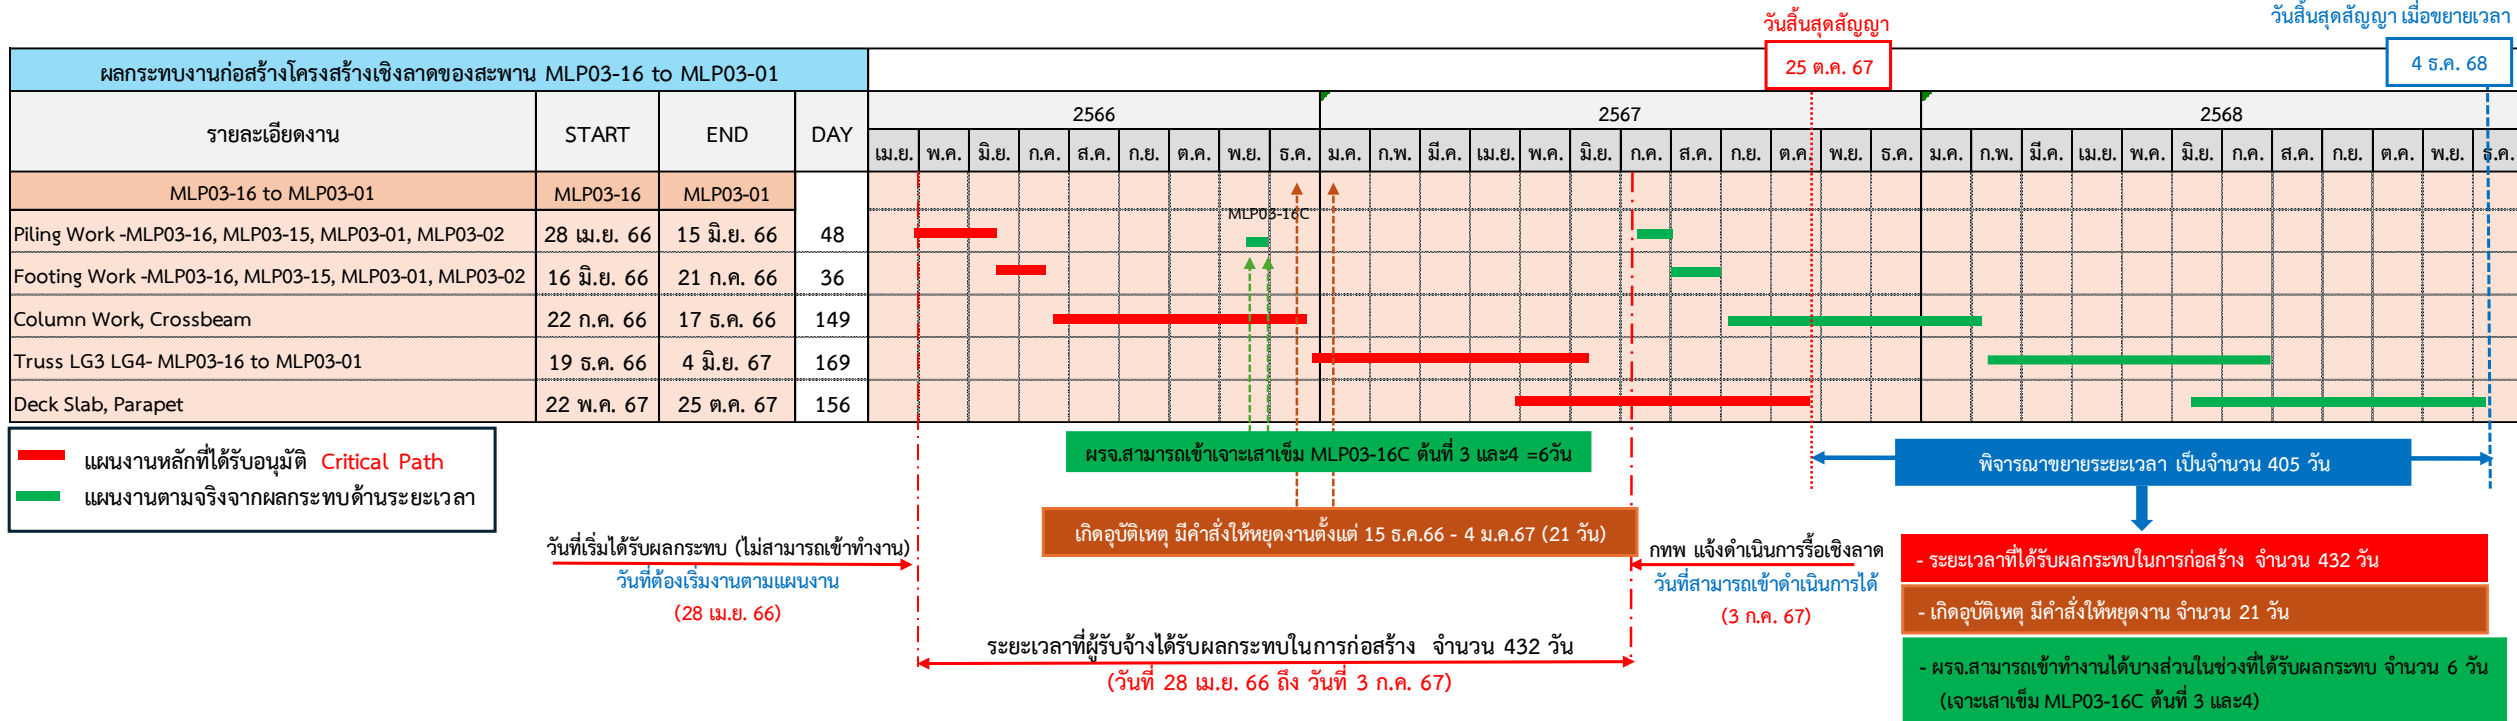 วันสิ้นสุดสัญญา
วันสิ้นสุดสัญญา เมื่อขยายเวลา
25 ต.ค. 67
4 ธ.ค. 68
ผลกระทบงานก่อสร้างโครงสร้างเชิงลาดของสะพาน MLP03-16 to MLP03-01
รายละเอียดงาน START END DAY
2566 2567 2568
เม.ย. พ.ค. มิ.ย. ก.ค. ส.ค. ก.ย. ต.ค. พ.ย. ธ.ค. ม.ค. ก.พ. มี.ค. เม.ย. พ.ค. มิ.ย. ก.ค. ส.ค. ก.ย. ต.ค. พ.ย. ธ.ค. ม.ค. ก.พ. มี.ค. เม.ย. พ.ค. มิ.ย. ก.ค. ส.ค. ก.ย. ต.ค. พ.ย. ธ.ค.
MLP03-16 to MLP03-01 MLP03-16 MLP03-01
MLP03-16C
Piling Work -MLP03-16, MLP03-15, MLP03-01, MLP03-02 28 เม.ย. 66 15 มิ.ย. 66 48
Footing Work -MLP03-16, MLP03-15, MLP03-01, MLP03-02 16 มิ.ย. 66 21 ก.ค. 66 36
Column Work, Crossbeam 22 ก.ค. 66 17 ธ.ค. 66 149
Truss LG3 LG4- MLP03-16 to MLP03-01 19 ธ.ค. 66 4 มิ.ย. 67 169
Deck Slab, Parapet 22 พ.ค. 67 25 ต.ค. 67 156
แผนงานหลักที่ได้รับอนุมัติ Critical Path
แผนงานตามจริงจากผลกระทบด้านระยะเวลา
ผรจ.สามารถเข้าเจาะเสาเข็ม MLP03-16C ต้นที่ 3 และ4 =6วัน
พิจารณาขยายระยะเวลา เป็นจำนวน 405 วัน
เกิดอุบัติเหตุ มีคำสั่งให้หยุดงานตั้งแต่ 15 ธ.ค.66 - 4 ม.ค.67 (21 วัน)
วันที่เริ่มได้รับผลกระทบ (ไม่สามารถเข้าทำงาน)
วันที่ต้องเริ่มงานตามแผนงาน
(28 เม.ย. 66)
กทพ แจ้งดำเนินการรื้อเชิงลาด
วันที่สามารถเข้าดำเนินการได้
(3 ก.ค. 67)
- ระยะเวลาที่ได้รับผลกระทบในการก่อสร้าง จำนวน 432 วัน
- เกิดอุบัติเหตุ มีคำสั่งให้หยุดงาน จำนวน 21 วัน
- ผรจ.สามารถเข้าทำงานได้บางส่วนในช่วงที่ได้รับผลกระทบ จำนวน 6 วัน
(เจาะเสาเข็ม MLP03-16C ต้นที่ 3 และ4)
ระยะเวลาที่ผู้รับจ้างได้รับผลกระทบในการก่อสร้าง จำนวน 432 วัน
(วันที่ 28 เม.ย. 66 ถึง วันที่ 3 ก.ค. 67)